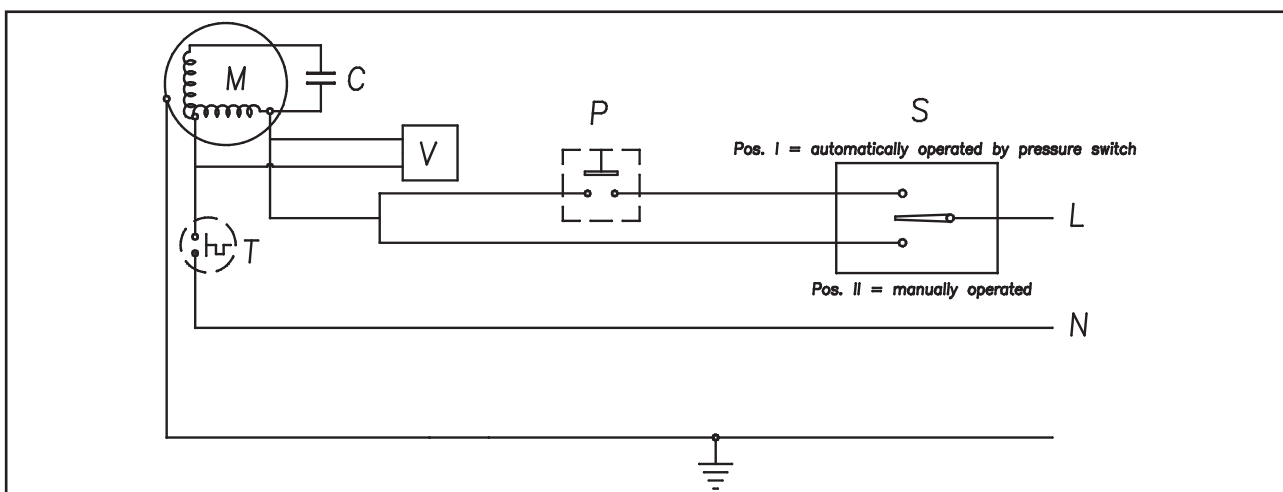 M
C
P
S
V
Pos. I = automatically operated by pressure switch
L
T
Pos. II = manually operated
N